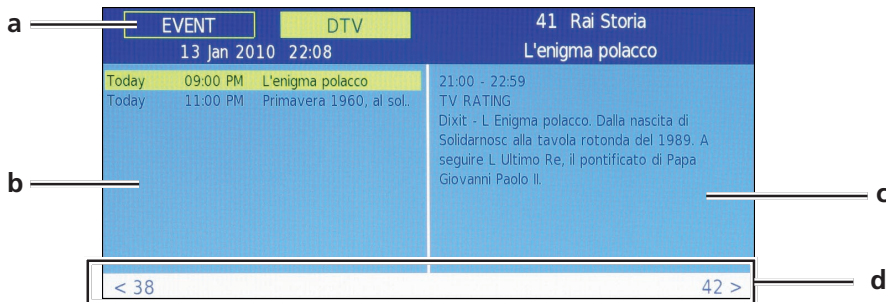 a
EVENT DTV
13 Jan 2010 22:08
41 Rai Storia
L'enigma polacco
Today 09:00 PM L'enigma polacco
Today 11:00 PM Primavera 1960, al sol..
21:00 - 22:59
TV RATING
Dixit - L Enigma polacco. Dalla nascita di
Solidarnosc alla tavola rotonda del 1989. A
seguire L Ultimo Re, il pontificato di Papa
Giovanni Paolo II.
b
c
< 38 42 >
d